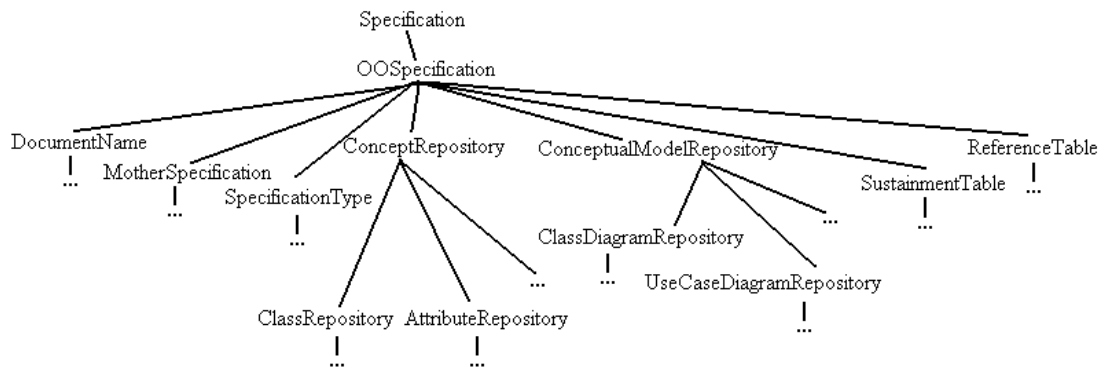 Specification
OOSpecification
DocumentName
...
MotherSpecification
...
SpecificationType
...
ConceptRepository
ClassRepository
...
AttributeRepository
...
...
ConceptualModelRepository
ClassDiagramRepository
...
UseCaseDiagramRepository
...
...
SustainmentTable
...
ReferenceTable
...